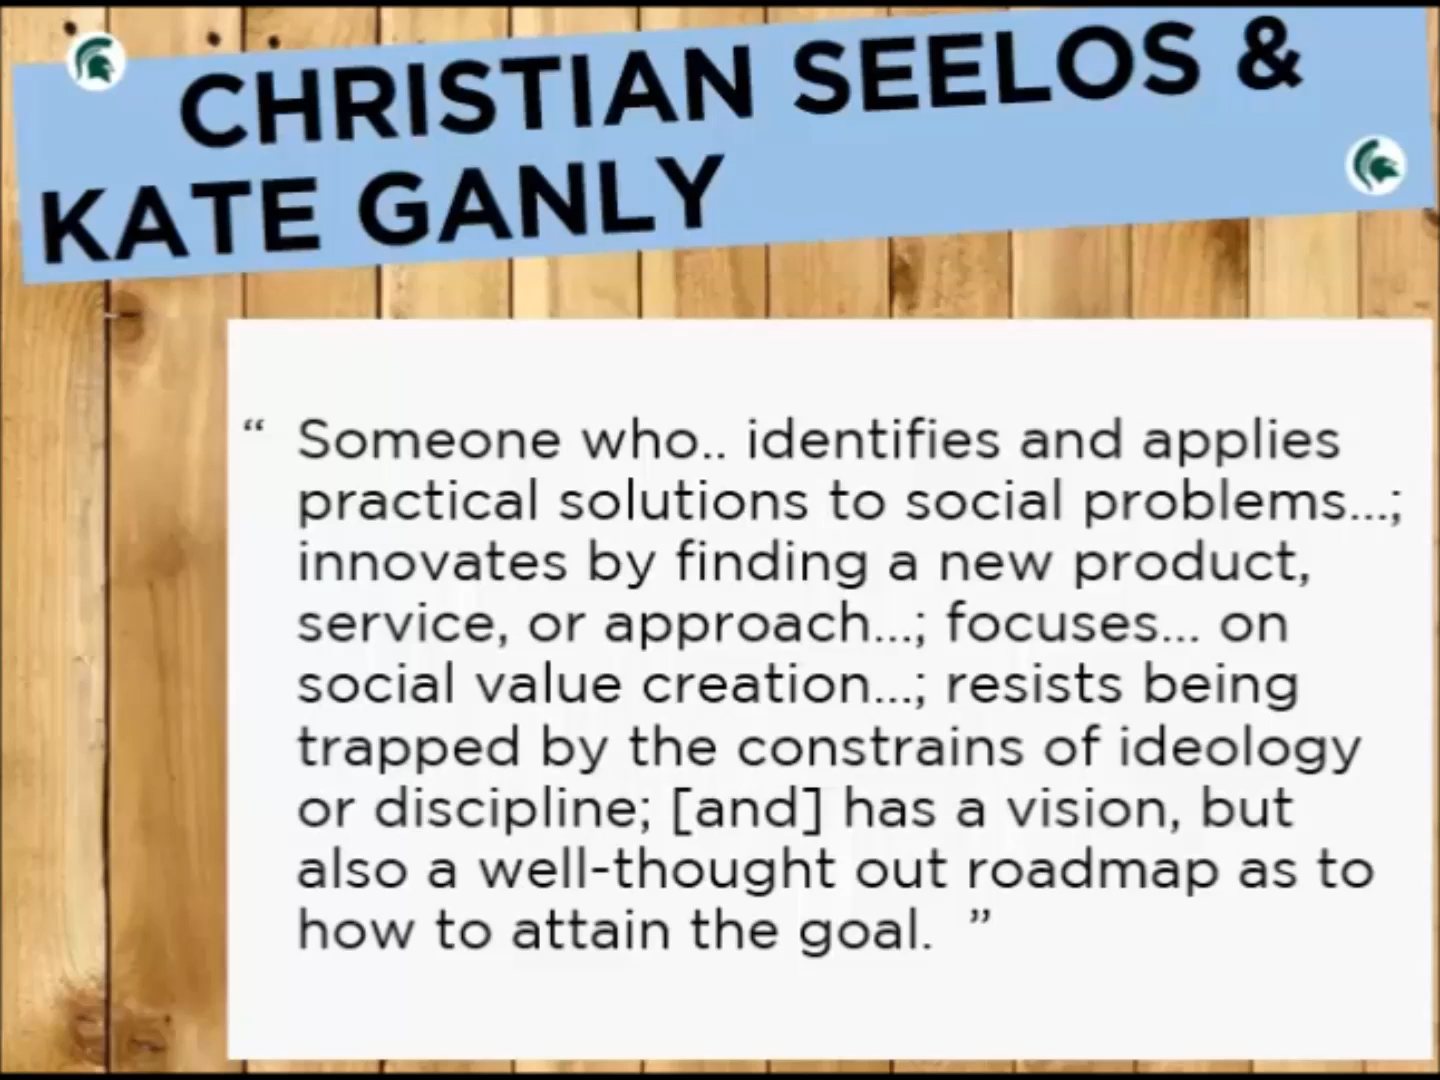 CHRISTIAN SEELOS &
KATE GANLY
“ Someone who.. identifies and applies
practical solutions to social problems...;
innovates by finding a new product,
service, or approach...; focuses... on
social value creation...; resists being
trapped by the constrains of ideology
or discipline; [and] has a vision, but
also a well-thought out roadmap as to
how to attain the goal. ”